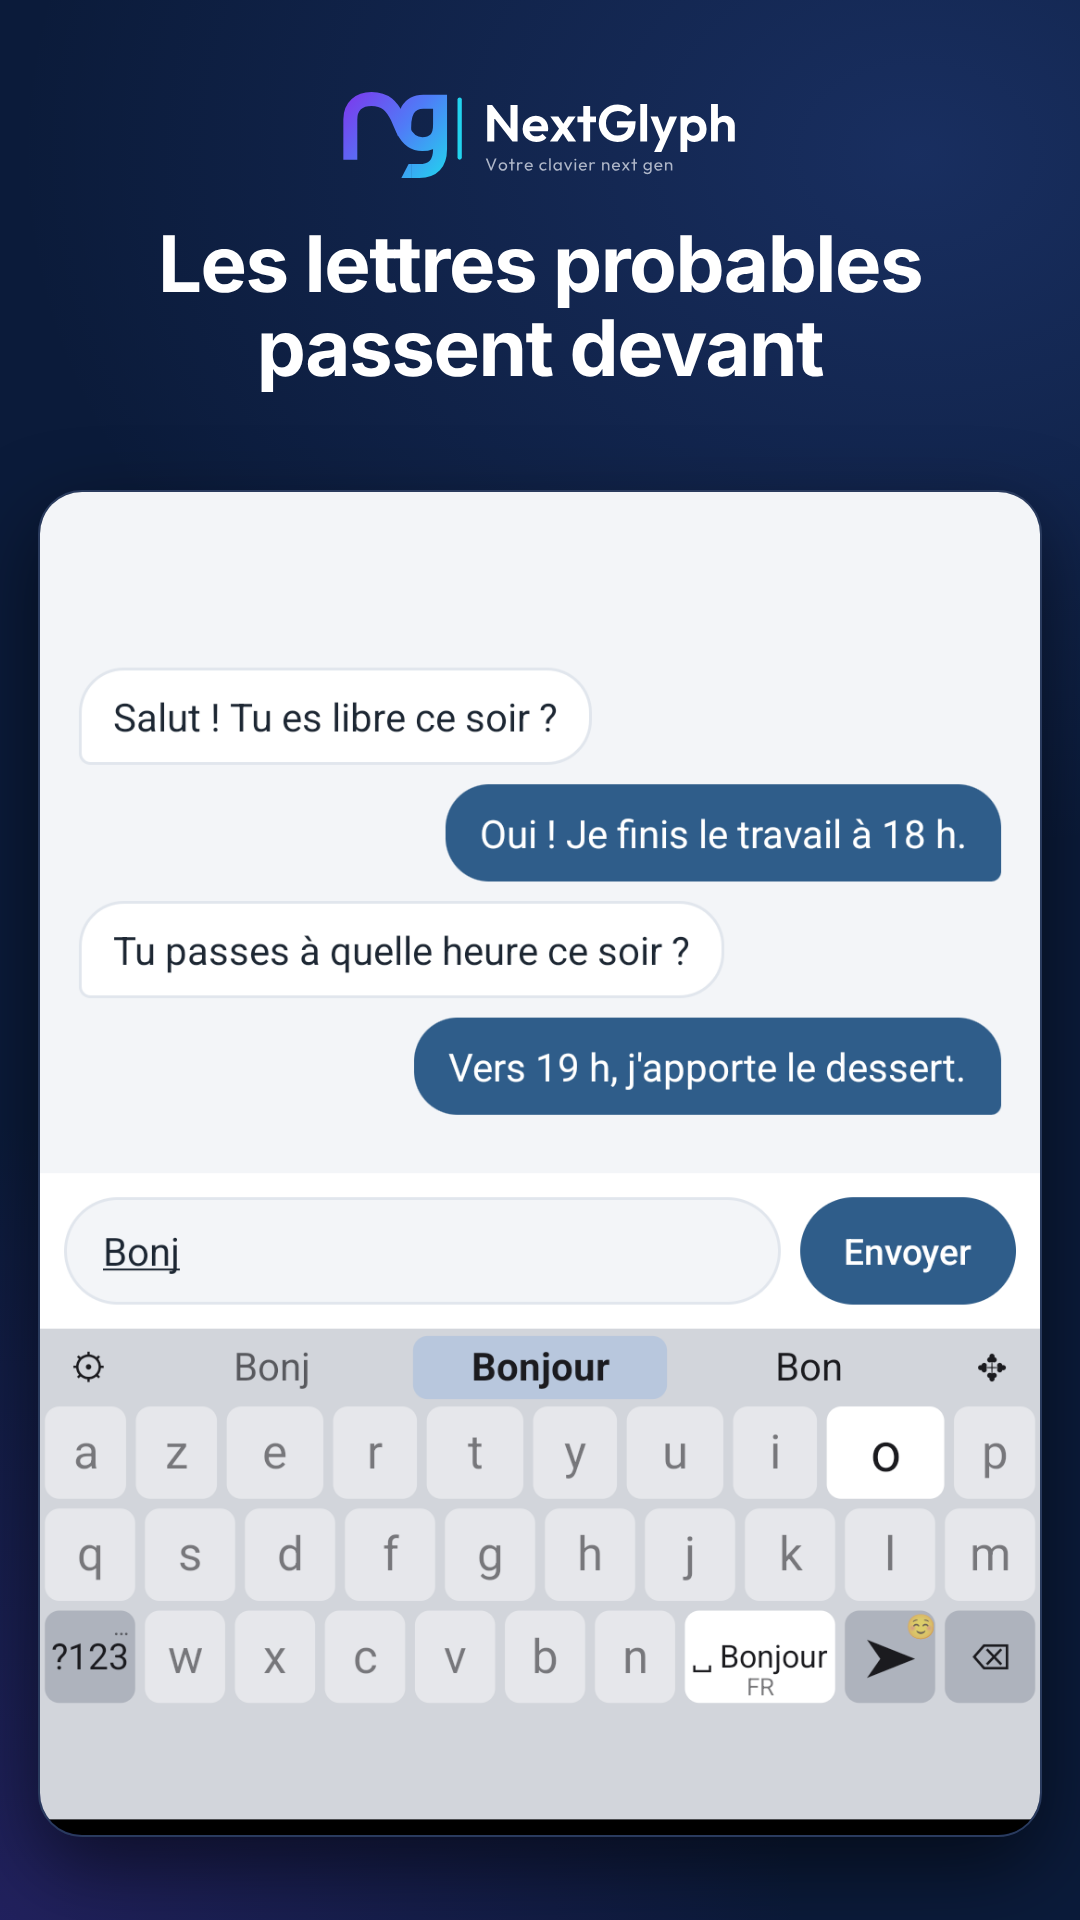 NextGlyph
Votre clavier next gen
Les lettres probables
passent devant
Salut ! Tu es libre ce soir ?
Oui ! Je finis le travail à 18 h.
Tu passes à quelle heure ce soir ?
Vers 19 h, j'apporte le dessert.
Bonj
Envoyer
Bonj Bonjour Bon
a z e r t y u i o p
q s d f g h j k l m
?123 ... w x c v b n ␣ Bonjour
FR